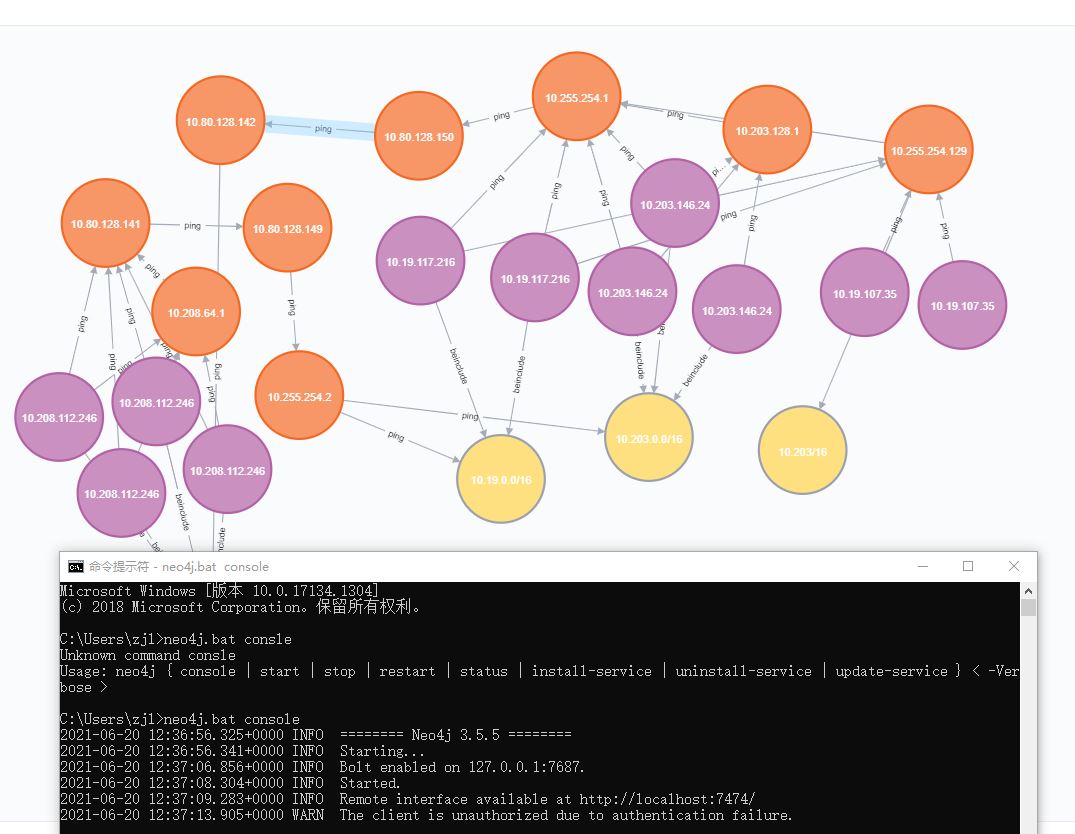 10.255.254.1
10.80.128.142
ping
10.80.128.150
ping
ping
10.203.128.1
10.255.254.129
ping
pi...
ping
10.203.146.24
ping
ping
ping
10.80.128.141
ping
10.80.128.149
ping
ping
ping
10.19.117.216
10.19.117.216
10.203.146.24
10.203.146.24
10.19.107.35
10.19.107.35
ping
10.208.64.1
ping
ping
ping
ping
ping
ping
ping
ping
beinclude
beinclude
beinclude
beinclude
10.208.112.246
10.208.112.246
10.255.254.2
ping
ping
10.203.0.0/16
10.203/16
10.208.112.246
10.208.112.246
10.19.0.0/16
beinclude
命令提示符 - neo4j.bat  console
Microsoft Windows [版本 10.0.17134.1304]
(c) 2018 Microsoft Corporation。保留所有权利。
C:\Users\zjl>neo4j.bat consle
Unknown command consle
Usage: neo4j { console | start | stop | restart | status | install-service | uninstall-service | update-service } < -Ver
bose >
C:\Users\zjl>neo4j.bat console
2021-06-20 12:36:56.325+0000 INFO  ======== Neo4j 3.5.5 ========
2021-06-20 12:36:56.341+0000 INFO  Starting...
2021-06-20 12:37:06.856+0000 INFO  Bolt enabled on 127.0.0.1:7687.
2021-06-20 12:37:08.304+0000 INFO  Started.
2021-06-20 12:37:09.283+0000 INFO  Remote interface available at http://localhost:7474/
2021-06-20 12:37:13.905+0000 WARN  The client is unauthorized due to authentication failure.